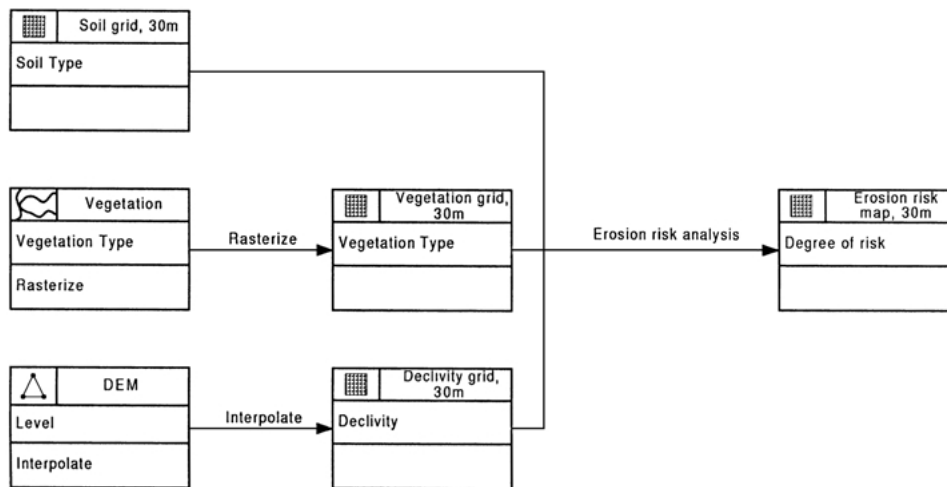 Soil grid, 30m
Soil Type
Vegetation
Vegetation Type
Rasterize
Rasterize
Vegetation grid,
30m
Vegetation Type
Erosion risk analysis
Erosion risk
map, 30m
Degree of risk
DEM
Level
Interpolate
Interpolate
Declivity grid,
30m
Declivity